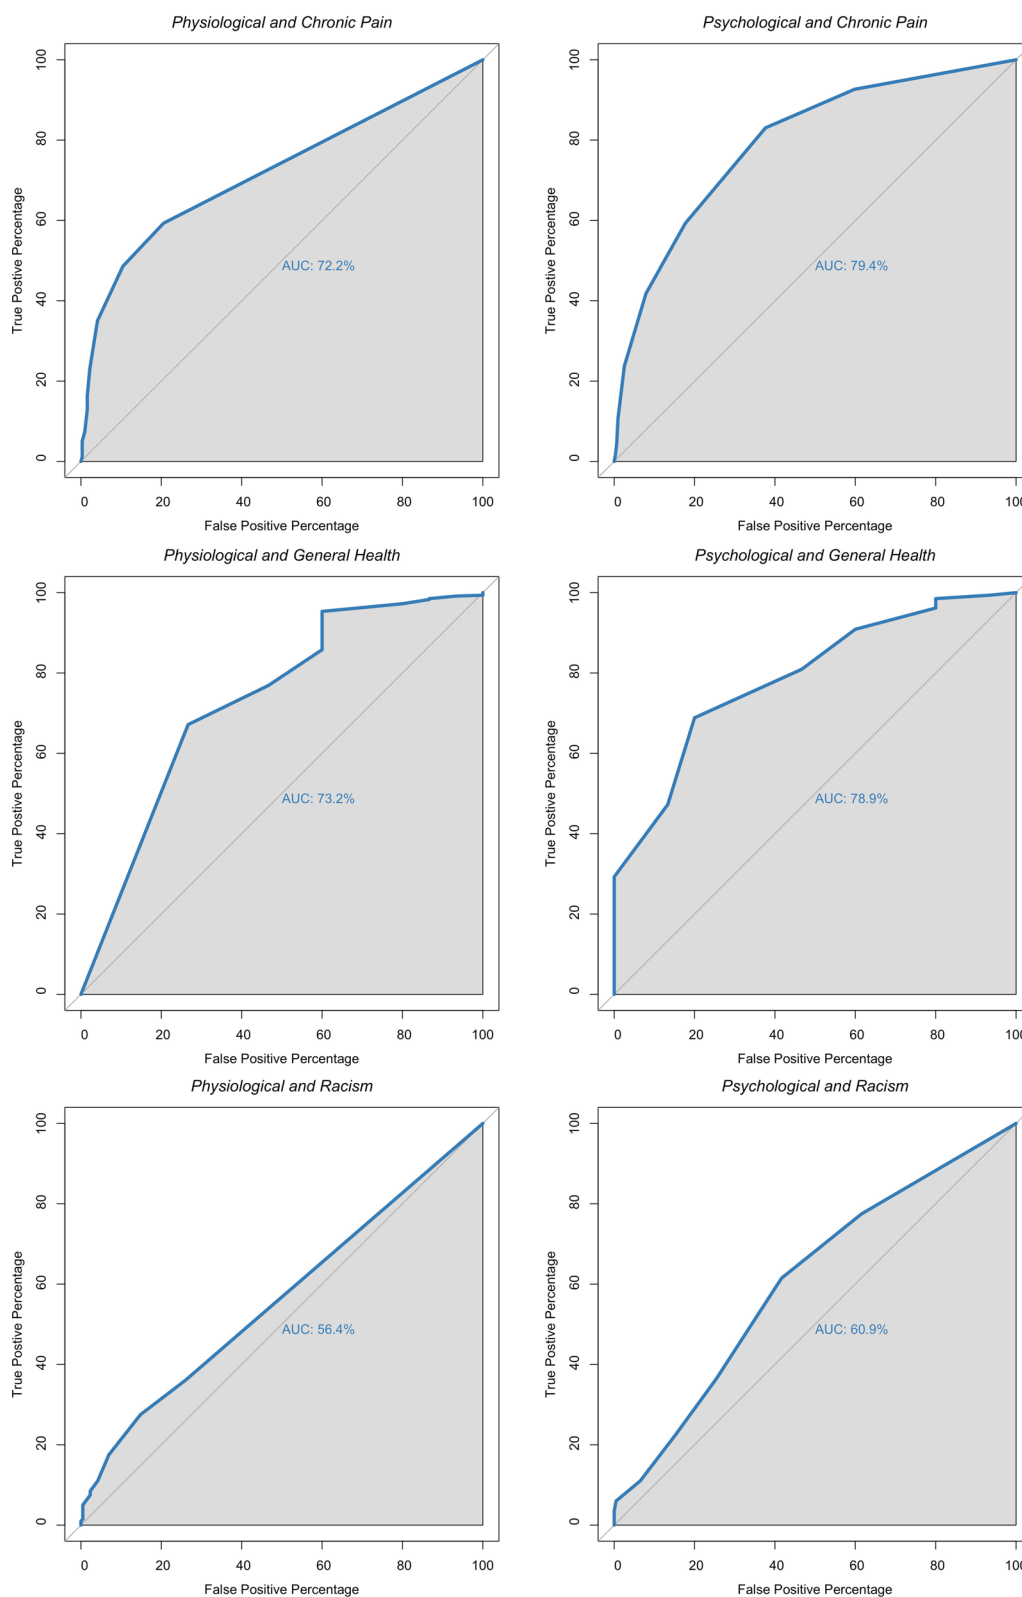 Physiological and Chronic Pain
100
80
60
40
20
0
True Postive Percentage
AUC: 72.2%
0 20 40 60 80 100
False Positive Percentage
Psychological and Chronic Pain
100
80
60
40
20
0
True Postive Percentage
AUC: 79.4%
0 20 40 60 80 100
False Positive Percentage
Physiological and General Health
100
80
60
40
20
0
True Postive Percentage
AUC: 73.2%
0 20 40 60 80 100
False Positive Percentage
Psychological and General Health
100
80
60
40
20
0
True Postive Percentage
AUC: 78.9%
0 20 40 60 80 100
False Positive Percentage
Physiological and Racism
100
80
60
40
20
0
True Postive Percentage
AUC: 56.4%
0 20 40 60 80 100
False Positive Percentage
Psychological and Racism
100
80
60
40
20
0
True Postive Percentage
AUC: 60.9%
0 20 40 60 80 100
False Positive Percentage